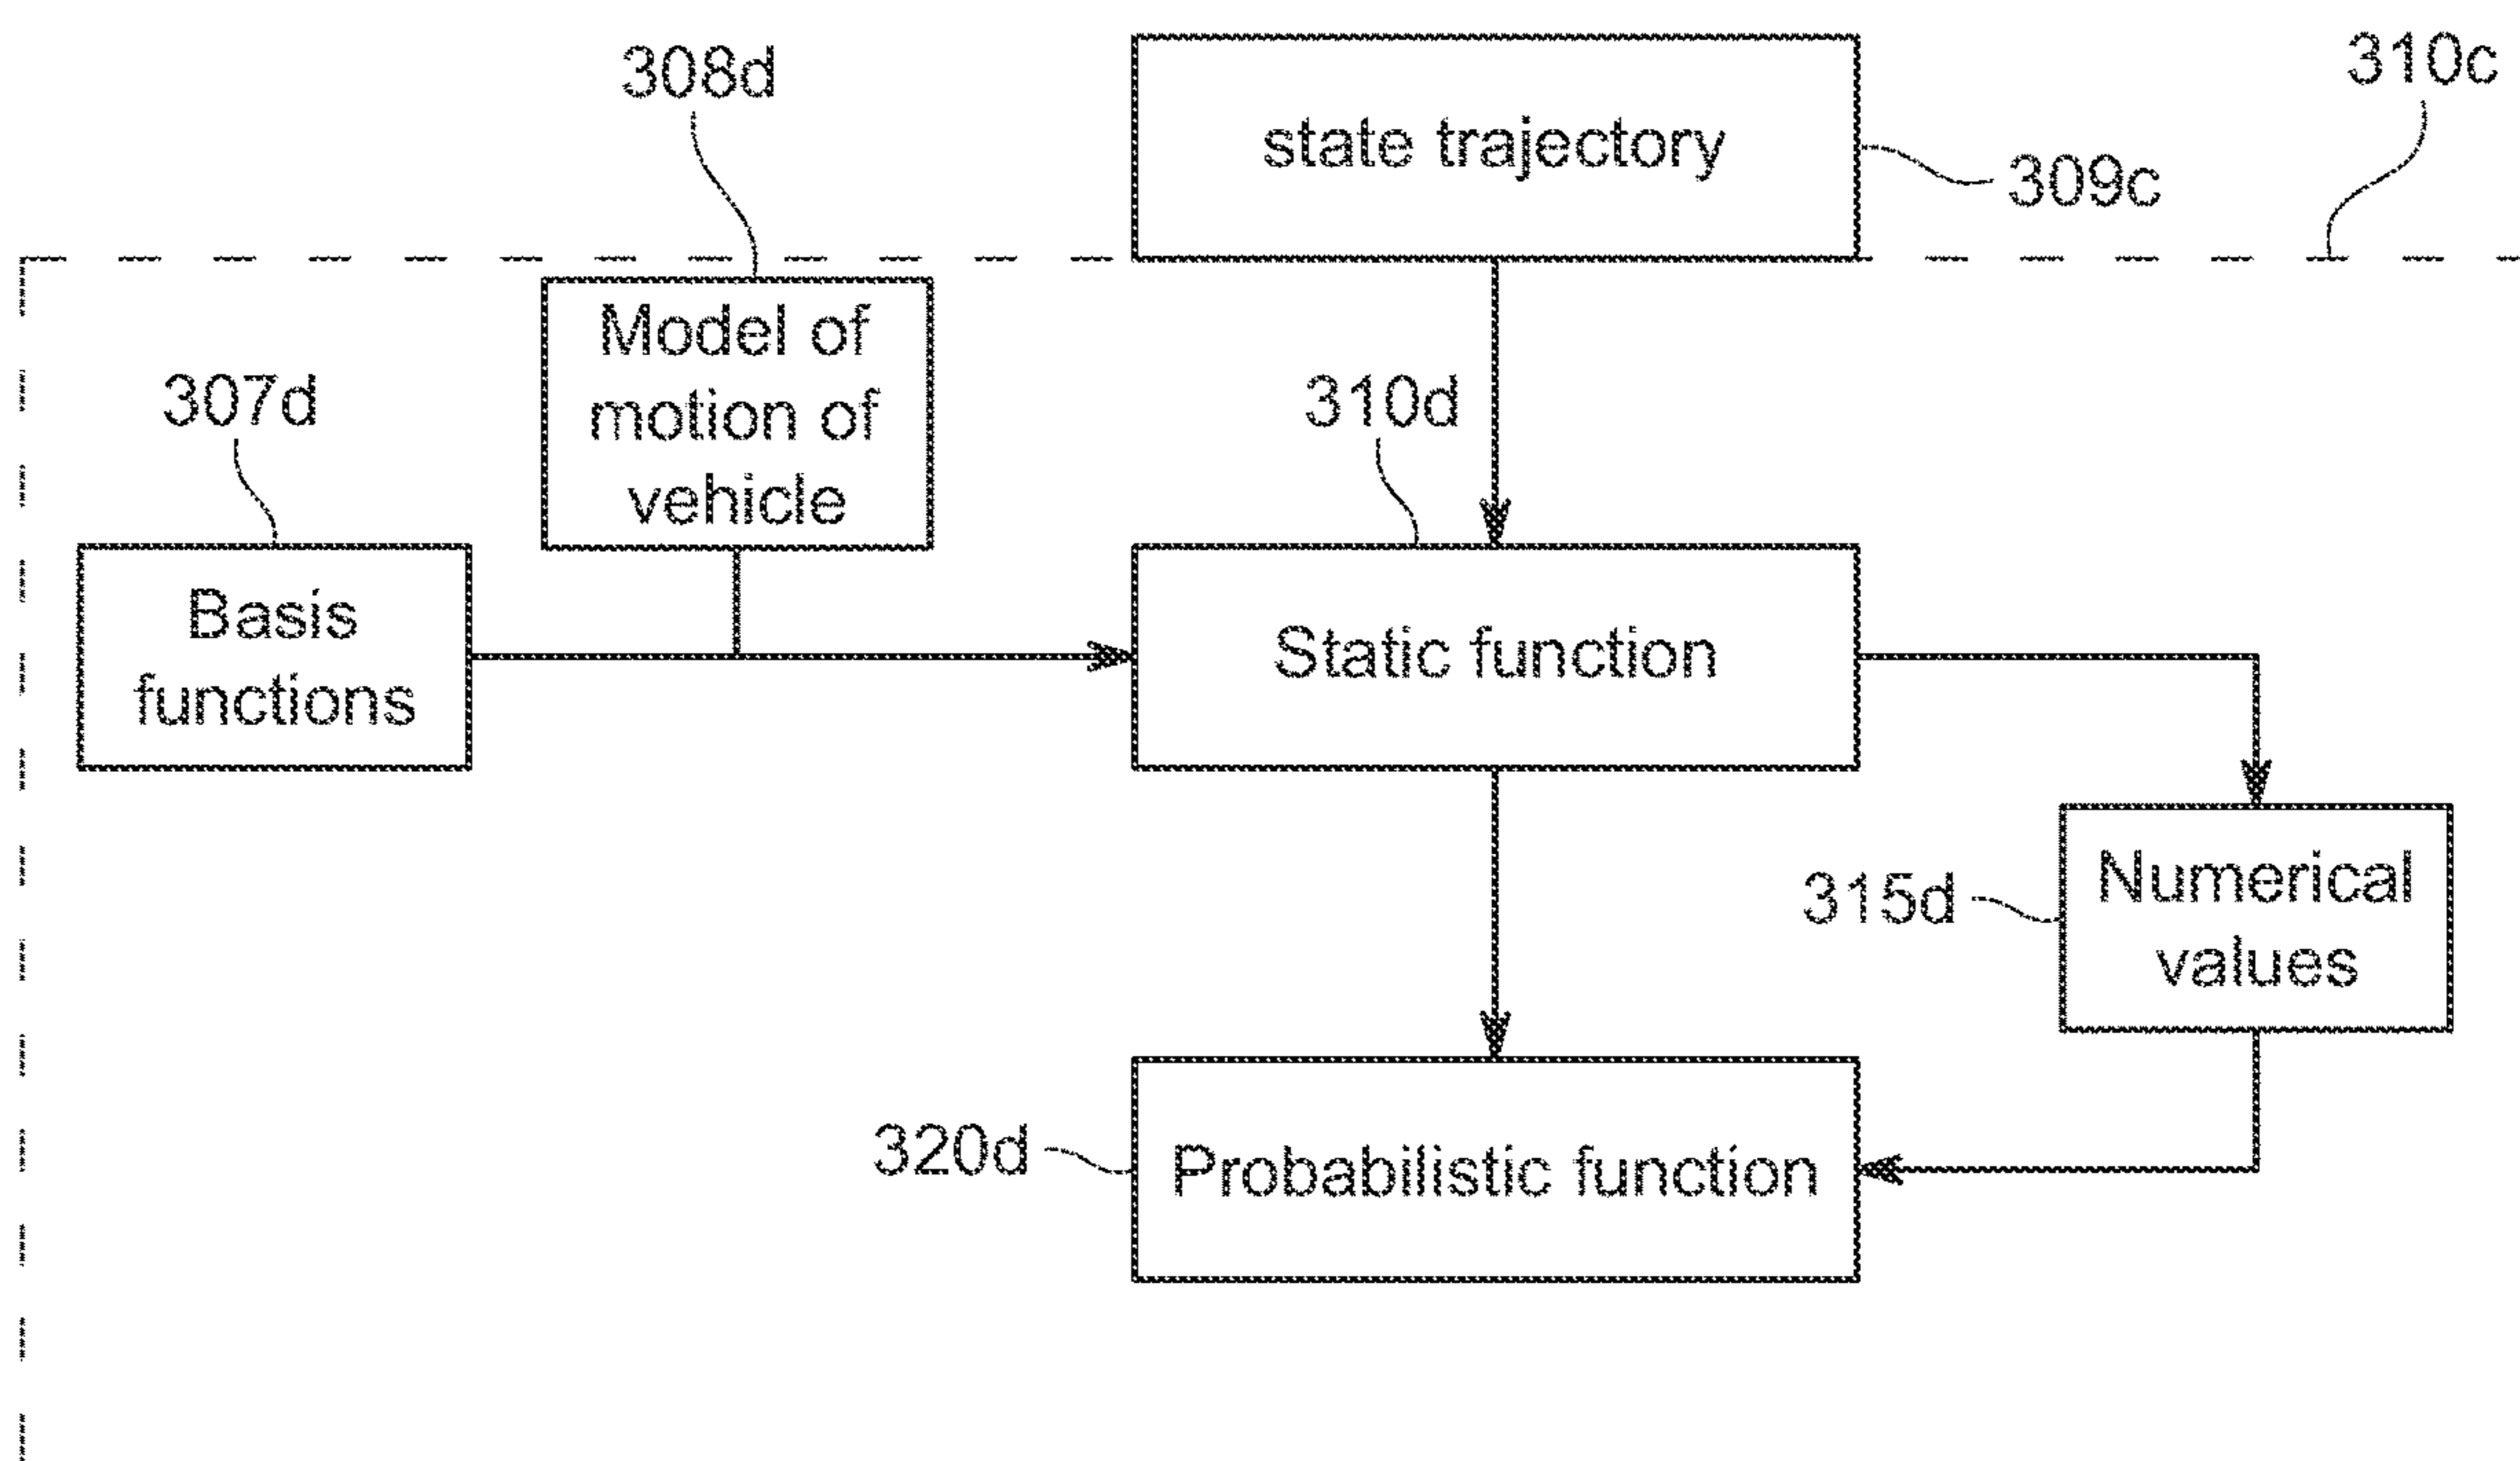 308d
state trajectory
310c
309c
Model of
motion of
vehicle
307d
310d
Basis
functions
Static function
315d
Numerical
values
320d
Probabilistic function